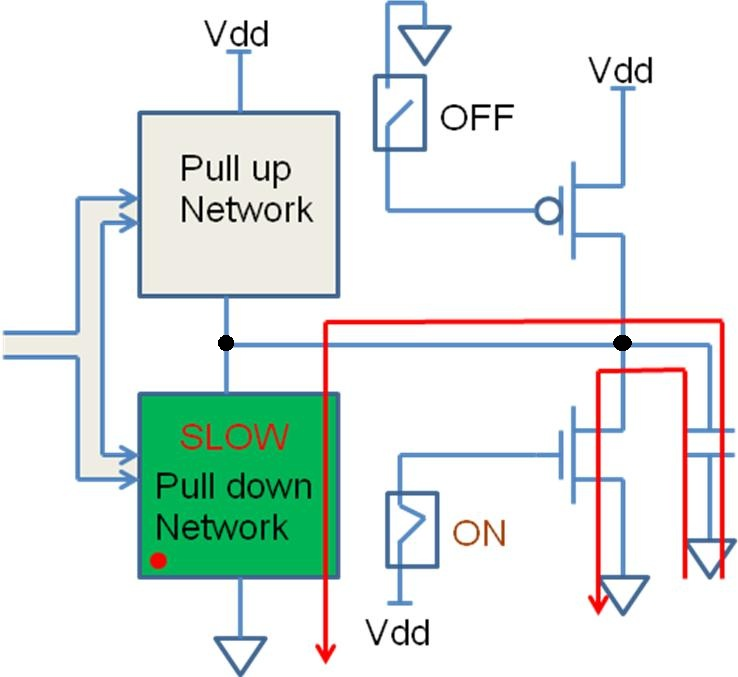 Vdd
OFF
Vdd
Pull up
Network
SLOW
Pull down
Network
ON
Vdd